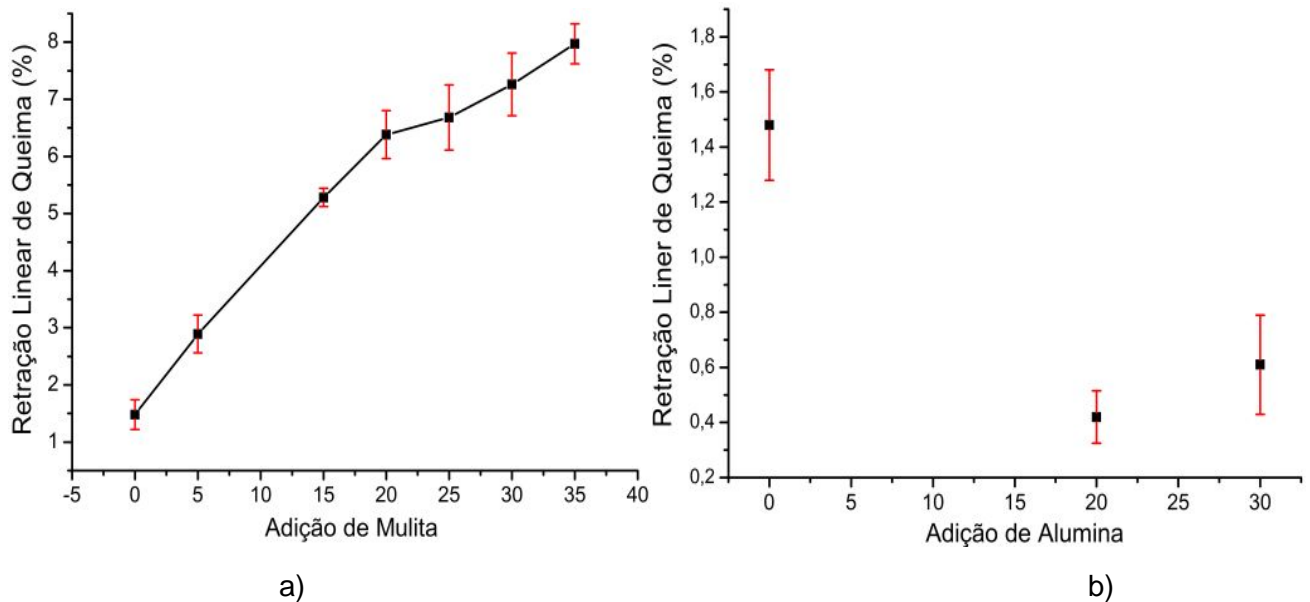 Retração Linear de Queima (%)
8
7
6
5
4
3
2
1
-5 0 5 10 15 20 25 30 35 40
Adição de Mulita
a)
Retração Liner de Queima (%)
1,8
1,6
1,4
1,2
1,0
0,8
0,6
0,4
0,2
0 5 10 15 20 25 30
Adição de Alumina
b)